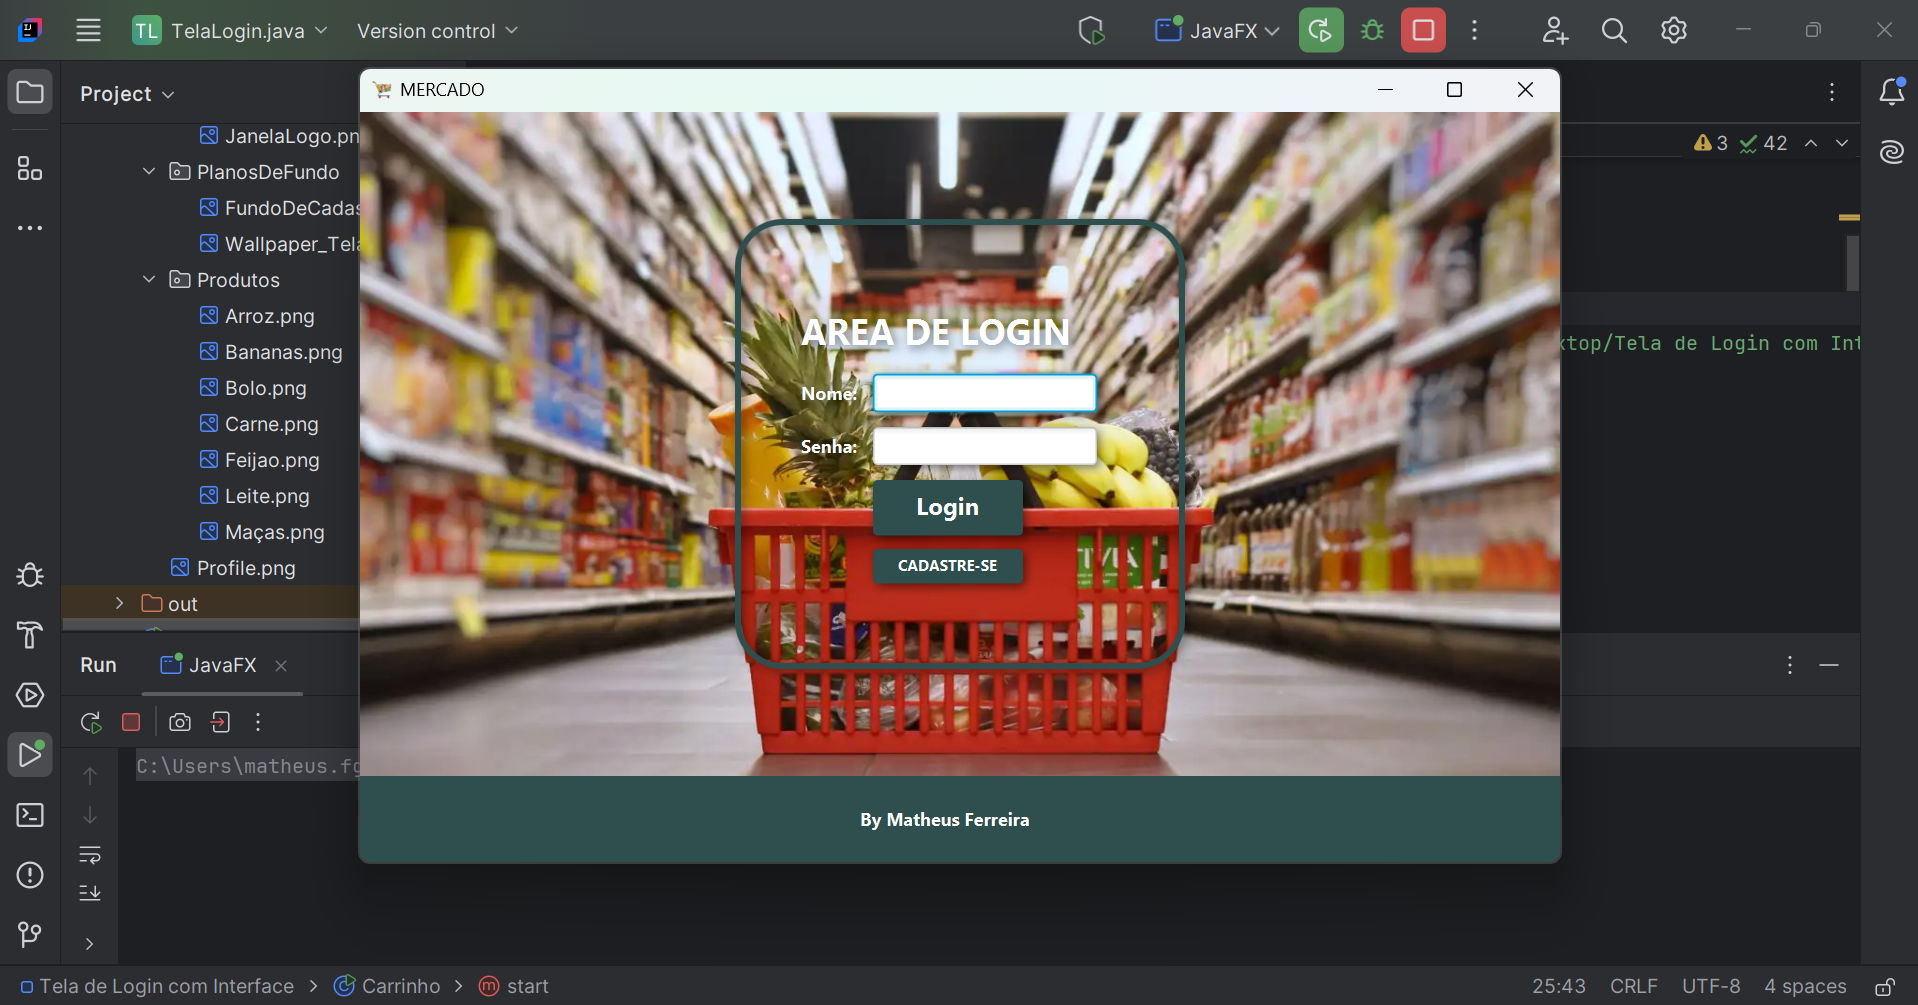 TL TelaLogin.java
Version control
JavaFX
Project
MERCADO
JanelaLogo.pn
PlanosDeFundo
FundoDeCadas
Wallpaper_Tel
Produtos
Arroz.png
Bananas.png
Bolo.png
Carne.png
Feijao.png
Leite.png
Maças.png
Profile.png
out
3
42
top/Tela de Login com Int
AREA DE LOGIN
Nome:
Senha:
Login
CADASTRE-SE
By Matheus Ferreira
Run
JavaFX
C:\Users\matheus.fg
Tela de Login com Interface
Carrinho
start
25:43
CRLF
UTF-8
4 spaces